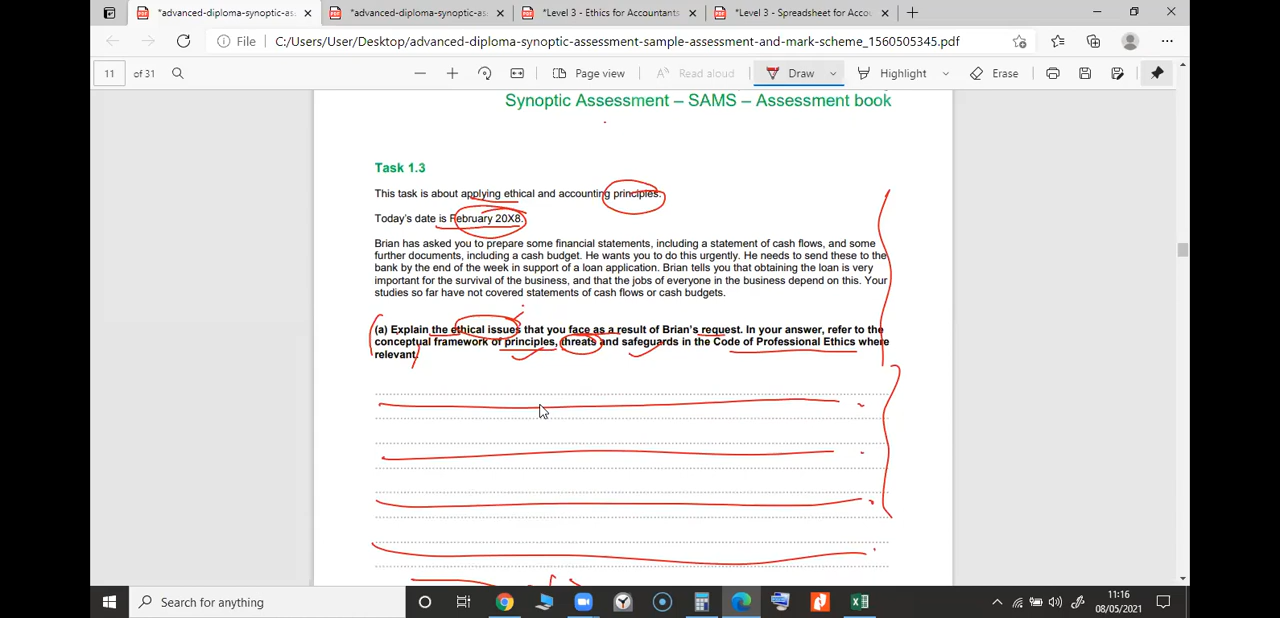 *advanced-diploma-synoptic-as:
*advanced-diploma-synoptic-as
*Level 3 - Ethics for Accountants
*Level 3 - Spreadsheet for Accou
File
C:/Users/User/Desktop/advanced-diploma-synoptic-assessment-sample-assessment-and-mark-scheme_1560505345.pdf
11
of 31
Page view
Read aloud
Draw
Highlight
Erase
Synoptic Assessment – SAMS – Assessment book
Task 1.3
This task is about applying ethical and accounting principles.
Today's date is February 20X8.
Brian has asked you to prepare some financial statements, including a statement of cash flows, and some
further documents, including a cash budget. He wants you to do this urgently. He needs to send these to the
bank by the end of the week in support of a loan application. Brian tells you that obtaining the loan is very
important for the survival of the business, and that the jobs of everyone in the business depend on this. Your
studies so far have not covered statements of cash flows or cash budgets.
(a) Explain the ethical issues that you face as a result of Brian's request. In your answer, refer to the
conceptual framework of principles, threats and safeguards in the Code of Professional Ethics where
relevant.
Search for anything
11:16
08/05/2021